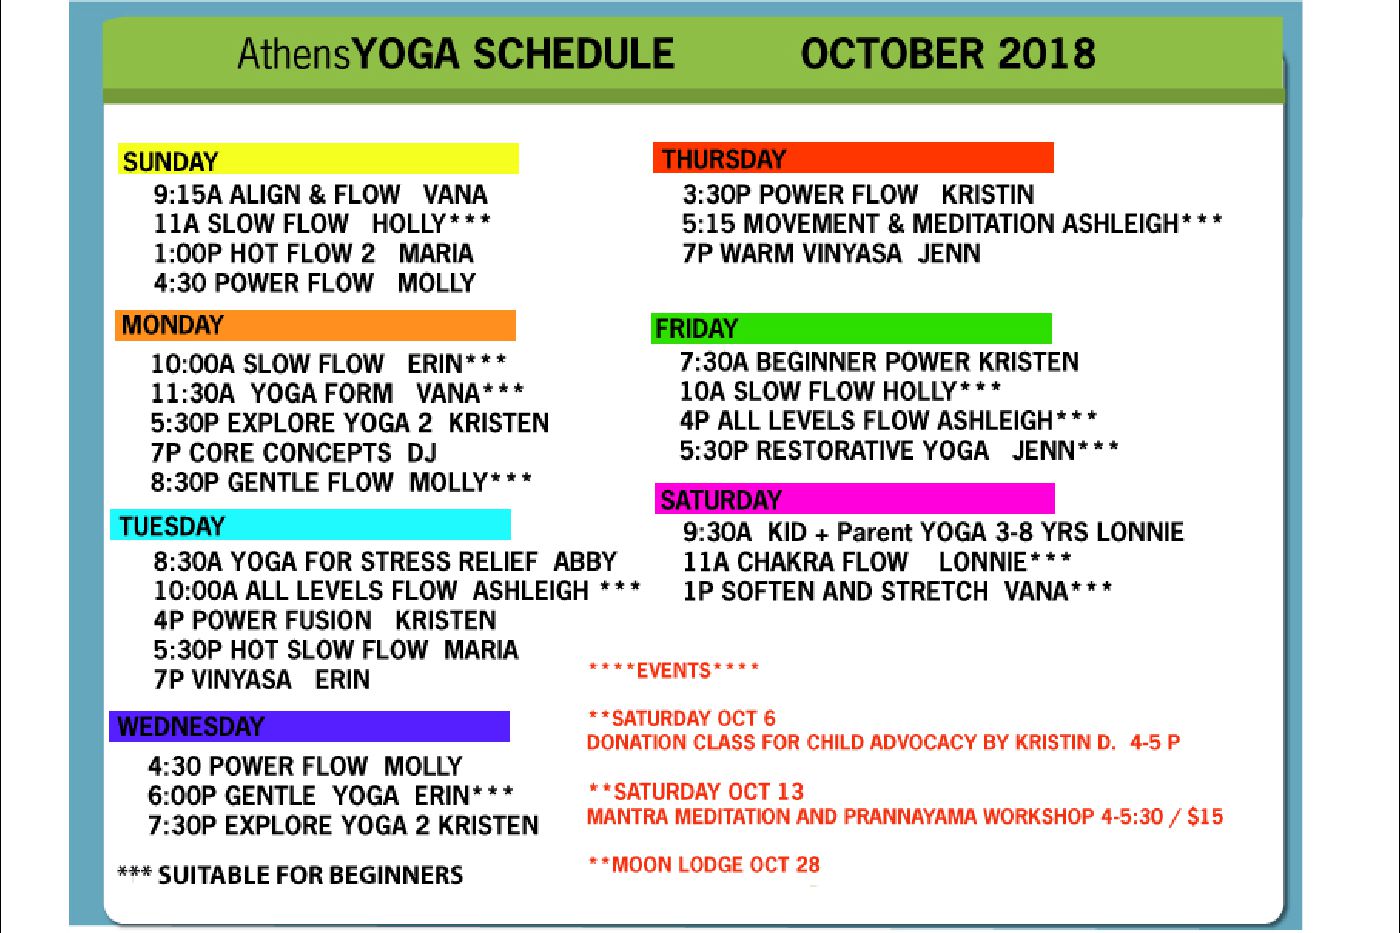 AthensYOGA SCHEDULE OCTOBER 2018
SUNDAY
9:15A ALIGN & FLOW VANA
11A SLOW FLOW HOLLY***
1:00P HOT FLOW 2 MARIA
4:30 POWER FLOW MOLLY
MONDAY
10:00A SLOW FLOW ERIN***
11:30A YOGA FORM VANA***
5:30P EXPLORE YOGA 2 KRISTEN
7P CORE CONCEPTS DJ
8:30P GENTLE FLOW MOLLY***
TUESDAY
8:30A YOGA FOR STRESS RELIEF ABBY
10:00A ALL LEVELS FLOW ASHLEIGH ***
4P POWER FUSION KRISTEN
5:30P HOT SLOW FLOW MARIA
7P VINYASA ERIN
WEDNESDAY
4:30 POWER FLOW MOLLY
6:00P GENTLE YOGA ERIN***
7:30P EXPLORE YOGA 2 KRISTEN
*** SUITABLE FOR BEGINNERS
THURSDAY
3:30P POWER FLOW KRISTIN
5:15 MOVEMENT & MEDITATION ASHLEIGH***
7P WARM VINYASA JENN
FRIDAY
7:30A BEGINNER POWER KRISTEN
10A SLOW FLOW HOLLY***
4P ALL LEVELS FLOW ASHLEIGH***
5:30P RESTORATIVE YOGA JENN***
SATURDAY
9:30A KID + Parent YOGA 3-8 YRS LONNIE
11A CHAKRA FLOW LONNIE***
1P SOFTEN AND STRETCH VANA***
****EVENTS****
**SATURDAY OCT 6
DONATION CLASS FOR CHILD ADVOCACY BY KRISTIN D. 4-5 P
**SATURDAY OCT 13
MANTRA MEDITATION AND PRANNAYAMA WORKSHOP 4-5:30 / $15
**MOON LODGE OCT 28